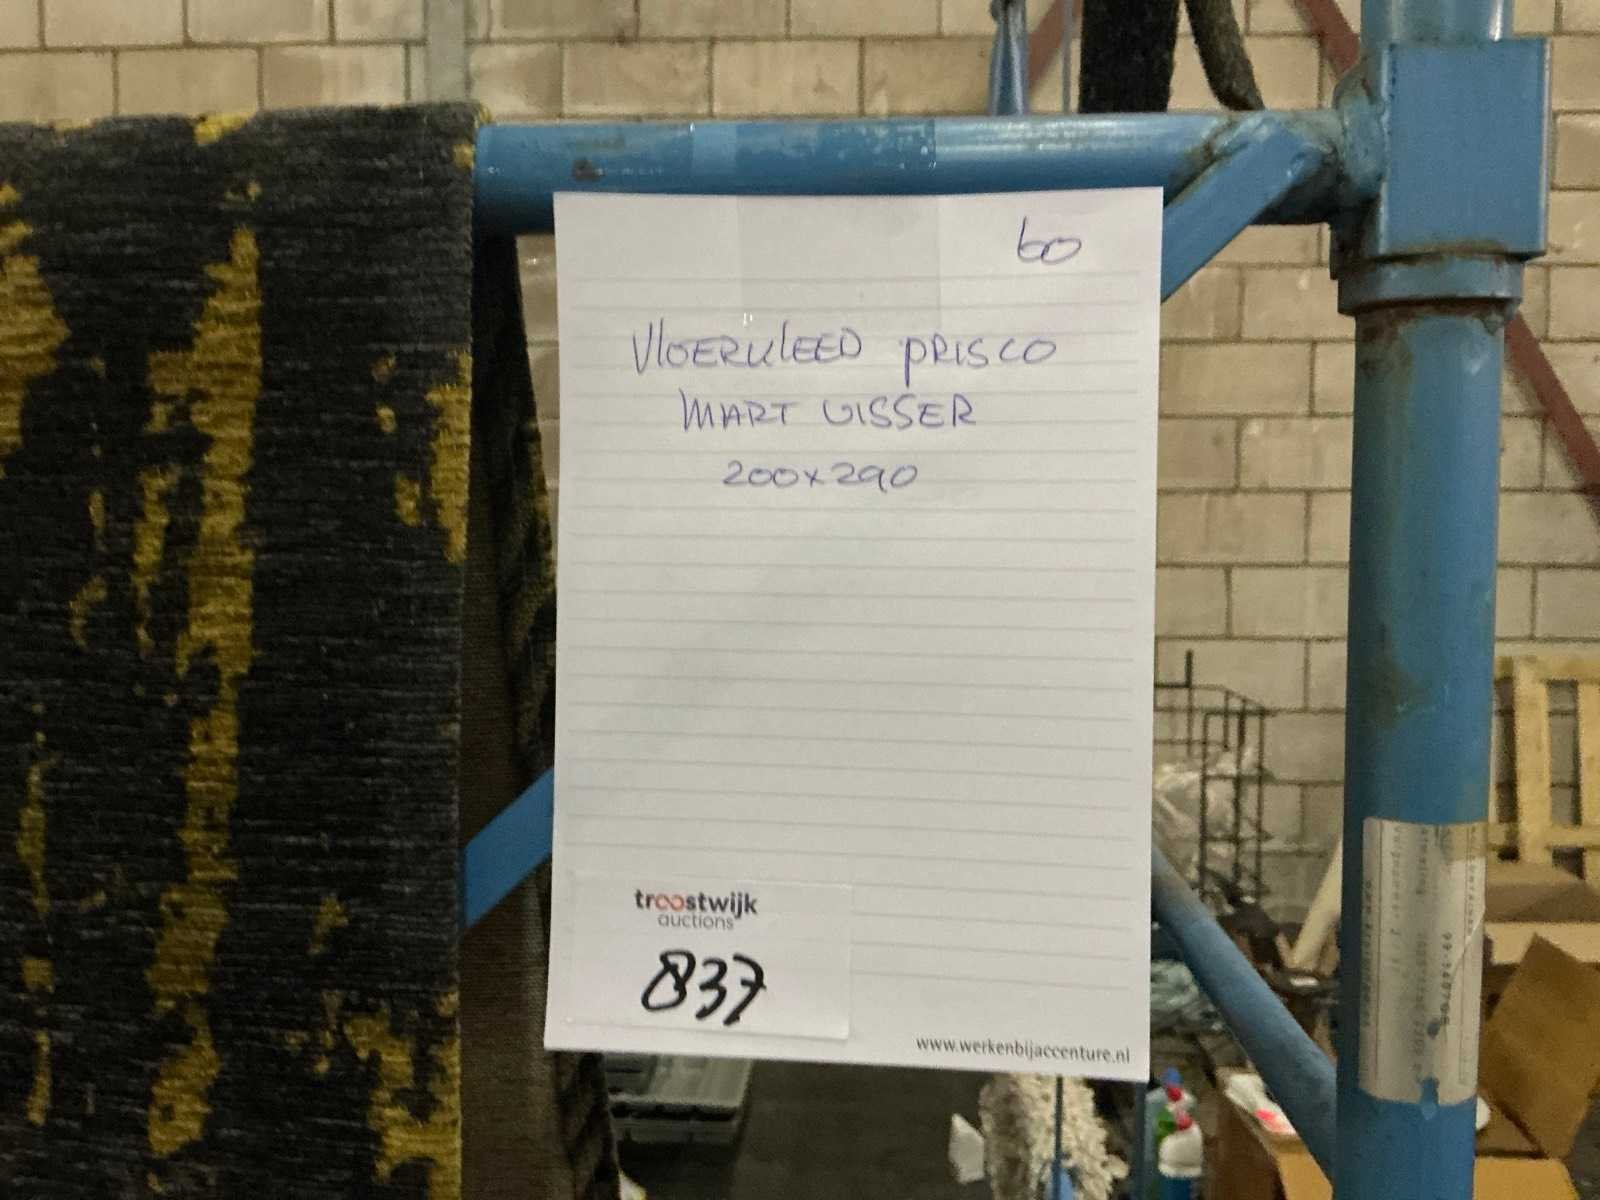 60
VLOERKLEED PRISCO
MART VISSER
200x290
troostwijk
auctions
837
www.werkenbijaccenture.nl